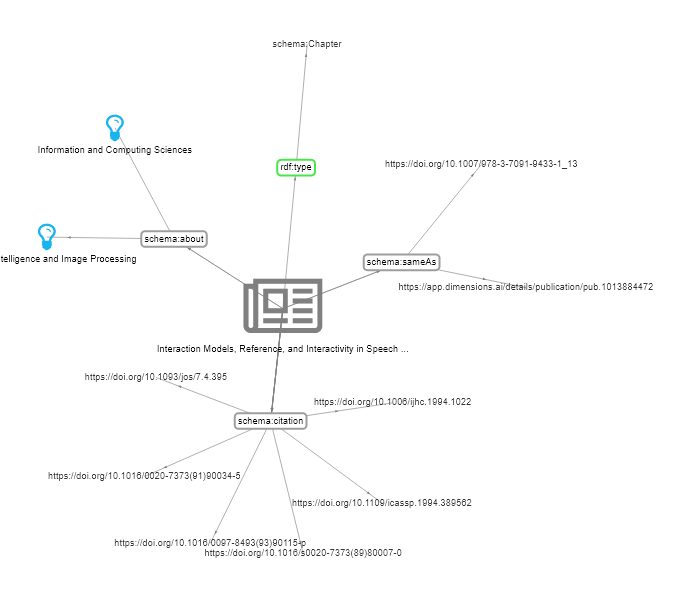 schema:Chapter
Information and Computing Sciences
rdf:type
https://doi.org/10.1007/978-3-7091-9433-1_13
schema:about
telligence and Image Processing
schema:sameAs
https://app.dimensions.ai/details/publication/pub.1013884472
Interaction Models, Reference, and Interactivity in Speech ...
https://doi.org/10.1093/jos/7.4.395
https://doi.org/10.1006/ijhc.1994.1022
schema:citation
https://doi.org/10.1016/0020-7373(91)90034-5
https://doi.org/10.1109/icassp.1994.389562
https://doi.org/10.1016/0097-8493(93)90115-p
https://doi.org/10.1016/s0020-7373(89)80007-0